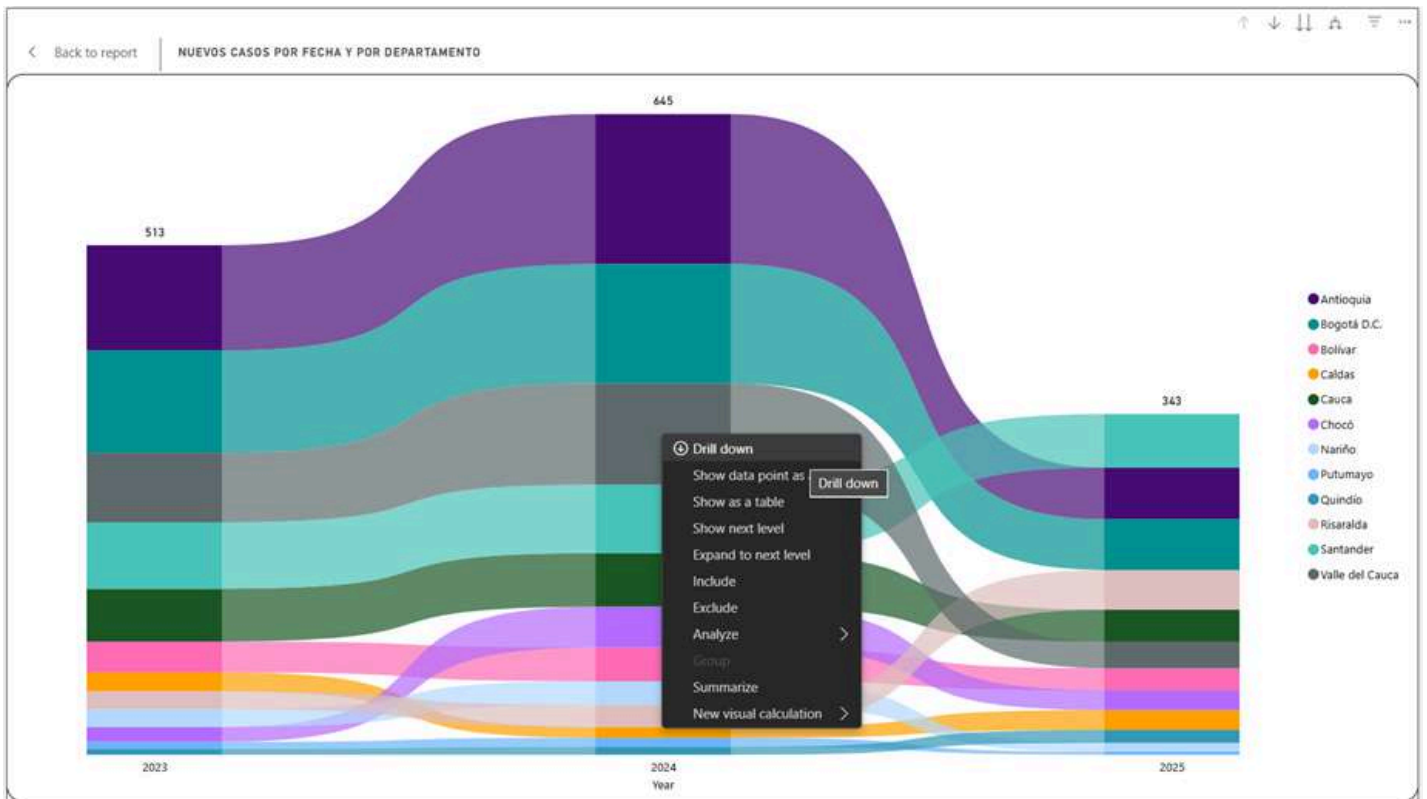 Back to report
NUEVOS CASOS POR FECHA Y POR DEPARTAMENTO
645
513
343
Antioquia
Bogotá D.C.
Bolívar
Caldas
Cauca
Chocó
Nariño
Putumayo
Quindío
Risaralda
Santander
Valle del Cauca
Drill down
Show data point as
Drill down
Show as a table
Show next level
Expand to next level
Include
Exclude
Analyze
Group
Summarize
New visual calculation
2023
2024
2025
Year